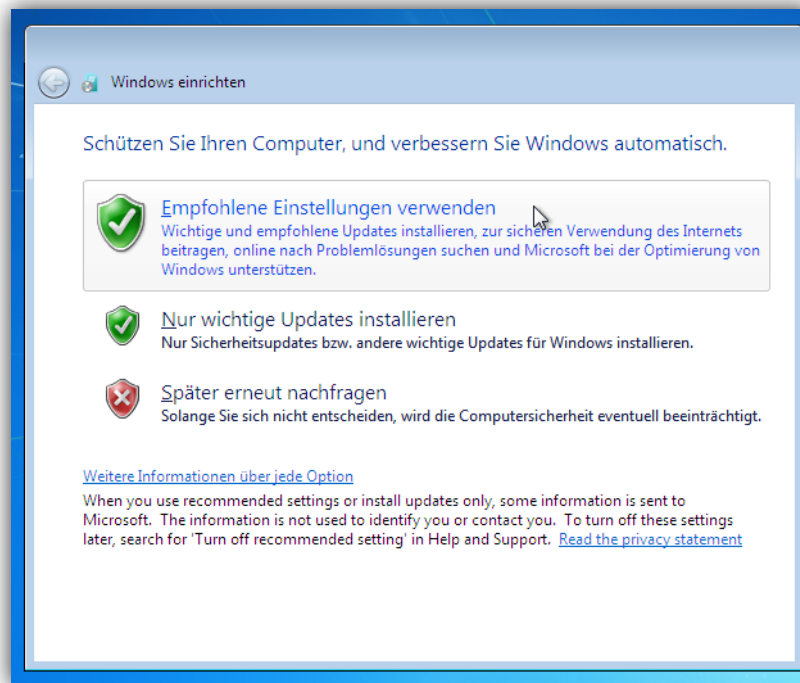 Windows einrichten
Schützen Sie Ihren Computer, und verbessern Sie Windows automatisch.
Empfohlene Einstellungen verwenden
Wichtige und empfohlene Updates installieren, zur sicheren Verwendung des Internets
beitragen, online nach Problemlösungen suchen und Microsoft bei der Optimierung von
Windows unterstützen.
Nur wichtige Updates installieren
Nur Sicherheitsupdates bzw. andere wichtige Updates für Windows installieren.
Später erneut nachfragen
Solange Sie sich nicht entscheiden, wird die Computersicherheit eventuell beeinträchtigt.
Weitere Informationen über jede Option
When you use recommended settings or install updates only, some information is sent to
Microsoft. The information is not used to identify you or contact you. To turn off these settings
later, search for 'Turn off recommended setting' in Help and Support. Read the privacy statement